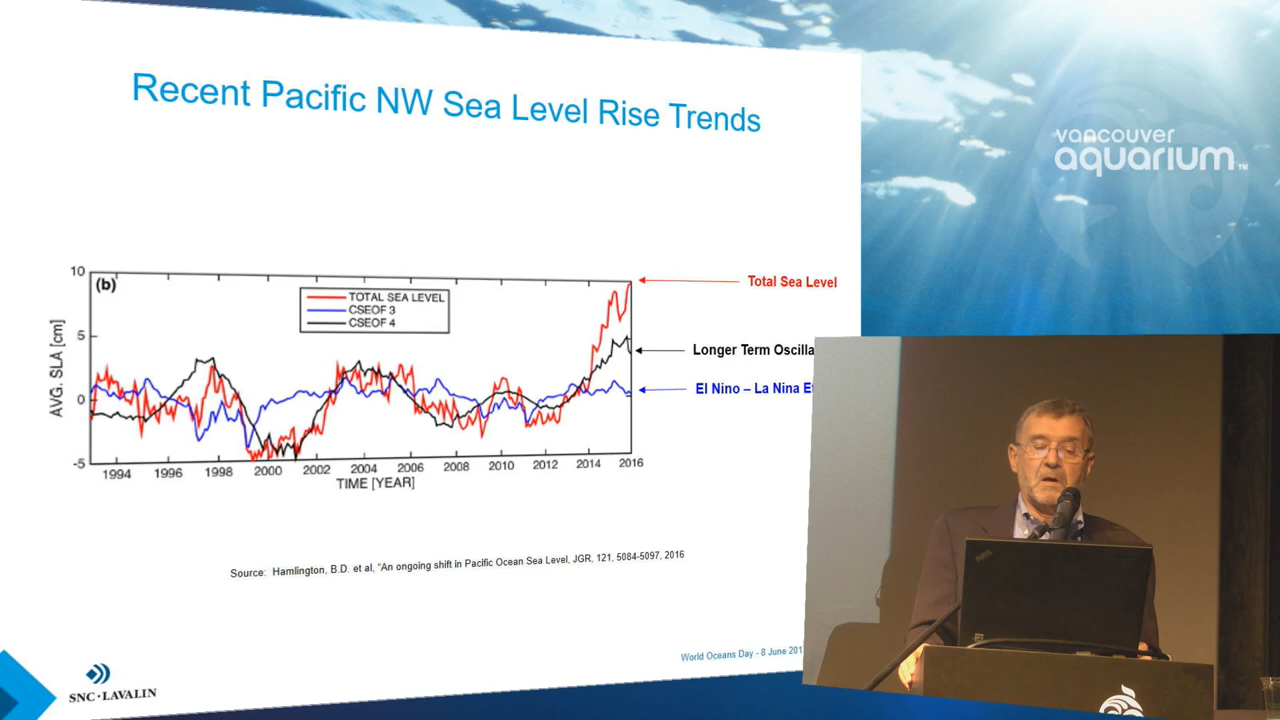 Recent Pacific NW Sea Level Rise Trends
vancouver
aquarium™
10
(b)
TOTAL SEA LEVEL
CSEOF 3
CSEOF 4
Total Sea Level
5
AVG. SLA [cm]
Longer Term Oscilla
0
El Nino – La Nina E
-5
1994 1996 1998 2000 2002 2004 2006 2008 2010 2012 2014 2016
TIME [YEAR]
Source: Hamlington, B.D. et al, “An ongoing shift in Pacific Ocean Sea Level, JGR, 121, 5084-5097, 2016
World Oceans Day - 8 June 201
SNC·LAVALIN